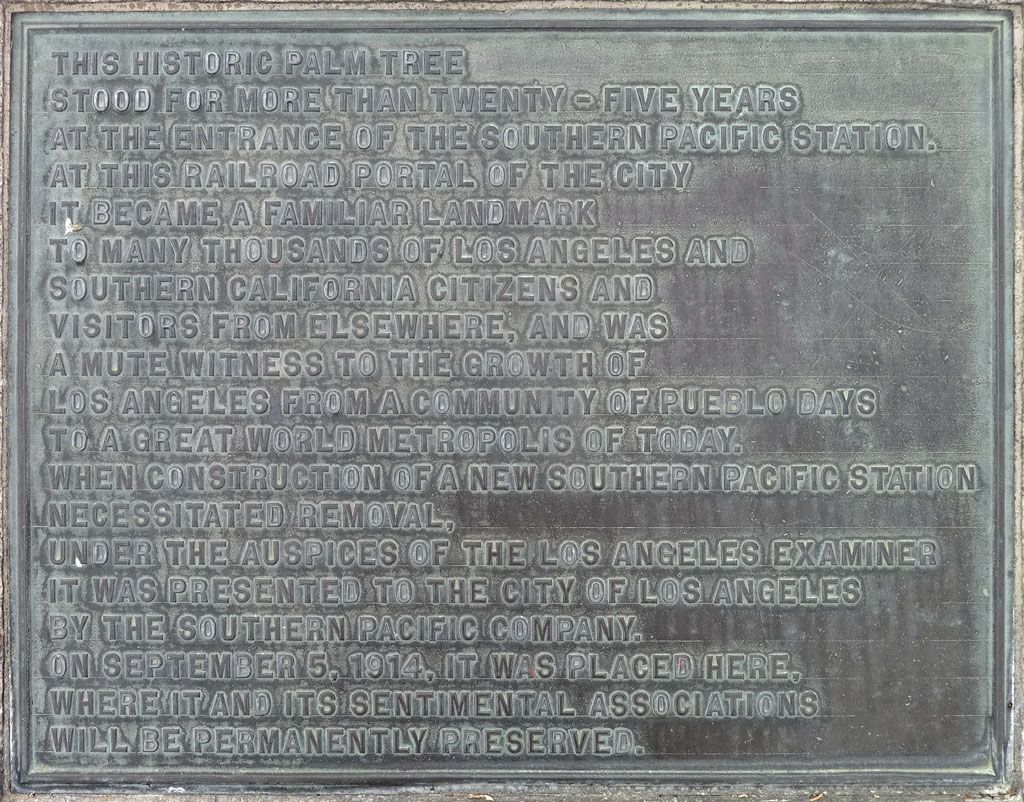 THIS HISTORIC PALM TREE
STOOD FOR MORE THAN TWENTY-FIVE YEARS
AT THE ENTRANCE OF THE SOUTHERN PACIFIC STATION.
AT THIS RAILROAD PORTAL OF THE CITY
IT BECAME A FAMILIAR LANDMARK
TO MANY THOUSANDS OF LOS ANGELES AND
SOUTHERN CALIFORNIA CITIZENS AND
VISITORS FROM ELSEWHERE, AND WAS
A MUTE WITNESS TO THE GROWTH OF
LOS ANGELES FROM A COMMUNITY OF PUEBLO DAYS
TO A GREAT WORLD METROPOLIS OF TODAY.
WHEN CONSTRUCTION OF A NEW SOUTHERN PACIFIC STATION
NECESSITATED REMOVAL,
UNDER THE AUSPICES OF THE LOS ANGELES EXAMINER
IT WAS PRESENTED TO THE CITY OF LOS ANGELES
BY THE SOUTHERN PACIFIC COMPANY.
ON SEPTEMBER 5, 1914, IT WAS PLACED HERE,
WHERE IT AND ITS SENTIMENTAL ASSOCIATIONS
WILL BE PERMANENTLY PRESERVED.